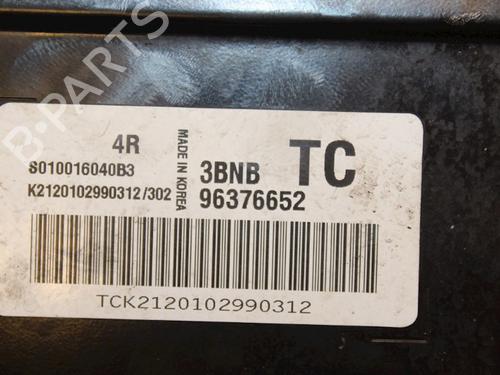 4R
S010016040B3
K2120102990312/302
MADE IN KOREA
3BNB TC
96376652
TCK2120102990312
B-PARTS